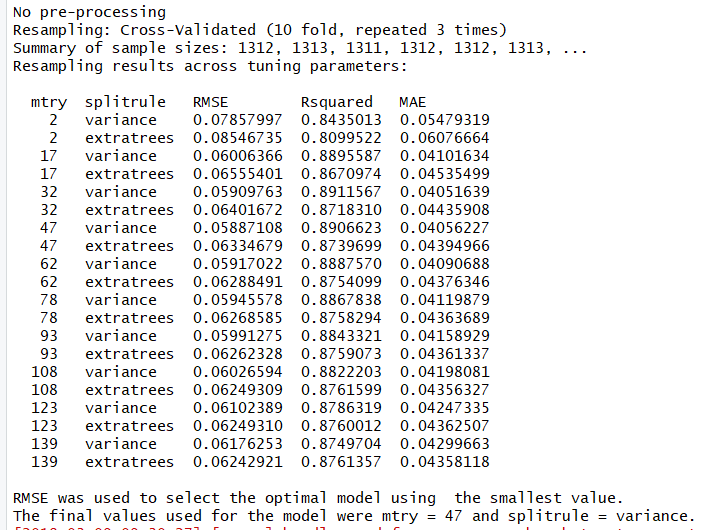 No pre-processing
Resampling: Cross-Validated (10 fold, repeated 3 times)
Summary of sample sizes: 1312, 1313, 1311, 1312, 1312, 1313, ...
Resampling results across tuning parameters:
mtry splitrule RMSE Rsquared MAE
2 variance 0.07857997 0.8435013 0.05479319
2 extratrees 0.08546735 0.8099522 0.06076664
17 variance 0.06006366 0.8895587 0.04101634
17 extratrees 0.06555401 0.8670974 0.04535499
32 variance 0.05909763 0.8911567 0.04051639
32 extratrees 0.06401672 0.8718310 0.04435908
47 variance 0.05887108 0.8906623 0.04056227
47 extratrees 0.06334679 0.8739699 0.04394966
62 variance 0.05917022 0.8887570 0.04090688
62 extratrees 0.06288491 0.8754099 0.04376346
78 variance 0.05945578 0.8867838 0.04119879
78 extratrees 0.06268585 0.8758294 0.04363689
93 variance 0.05991275 0.8843321 0.04158929
93 extratrees 0.06262328 0.8759073 0.04361337
108 variance 0.06026594 0.8822203 0.04198081
108 extratrees 0.06249309 0.8761599 0.04356327
123 variance 0.06102389 0.8786319 0.04247335
123 extratrees 0.06249310 0.8760012 0.04362507
139 variance 0.06176253 0.8749704 0.04299663
139 extratrees 0.06242921 0.8761357 0.04358118
RMSE was used to select the optimal model using  the smallest value.
The final values used for the model were mtry = 47 and splitrule = variance.